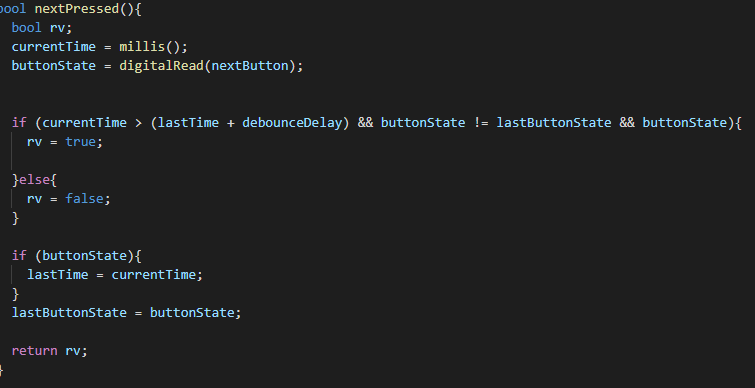 bool nextPressed(){
bool rv;
currentTime = millis();
buttonState = digitalRead(nextButton);
if (currentTime > (lastTime + debounceDelay) && buttonState != lastButtonState && buttonState){
rv = true;
}else{
rv = false;
}
if (buttonState){
lastTime = currentTime;
}
lastButtonState = buttonState;
return rv;
}